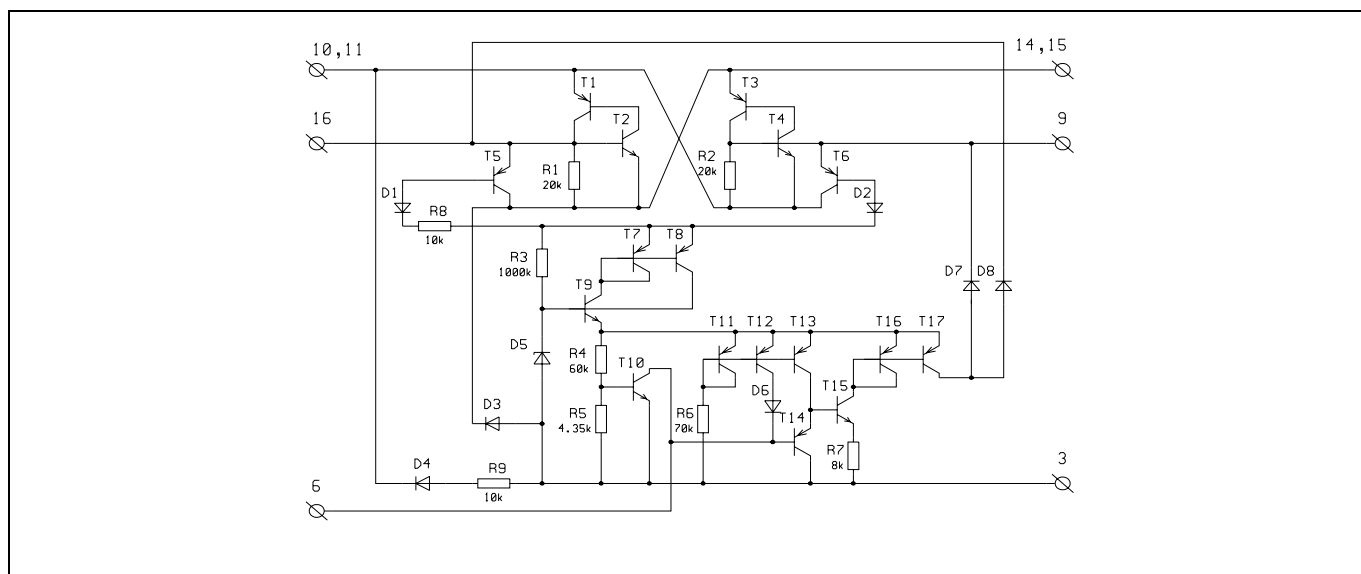 10,11
14,15
T1
T3
16
T2
T4
9
T5
R1
20k
R2
20k
T6
D1
R8
10k
D2
T7
T8
R3
1000k
T9
D7
D8
T11
T12
T13
T16
T17
D5
R4
60k
T10
D6
T15
D3
R5
4.35k
R6
70k
T14
R7
8k
D4
R9
10k
3
6